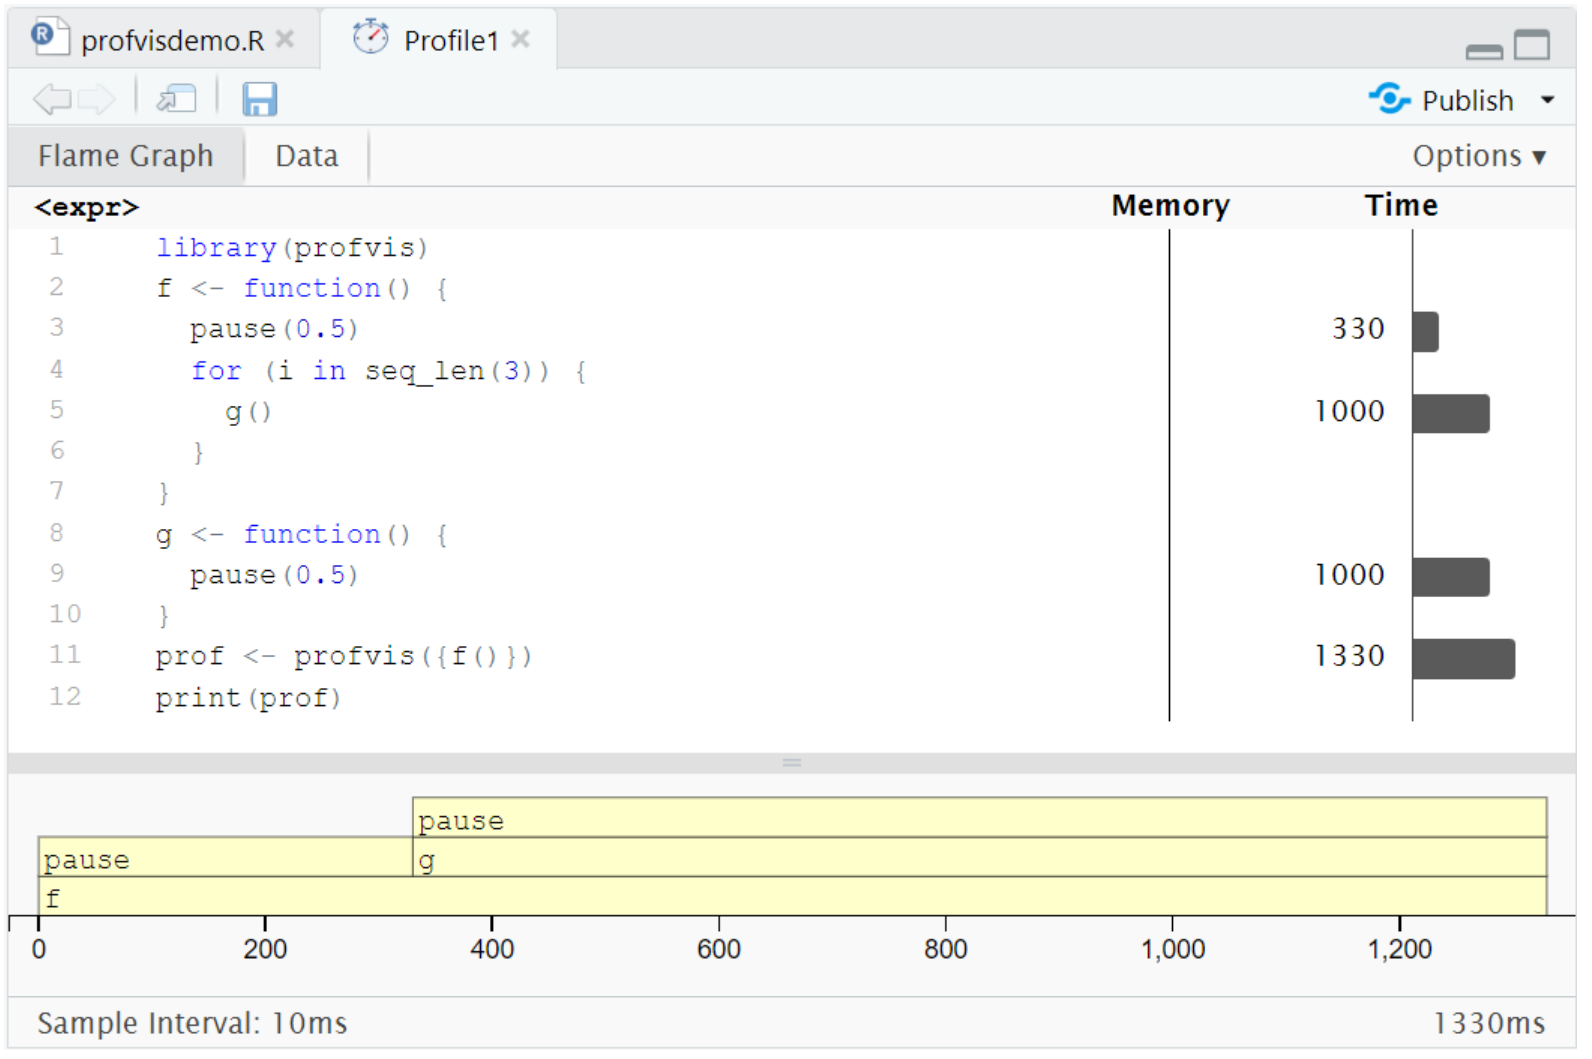 profvisdemo.R × Profile1 ×
Publish
Flame Graph Data Options ▾
<expr> Memory Time
1 library(profvis)
2 f <- function() {
3 pause(0.5) 330
4 for (i in seq_len(3)) {
5 g() 1000
6 }
7 }
8 g <- function() {
9 pause(0.5) 1000
10 }
11 prof <- profvis({f()}) 1330
12 print(prof)
pause
pause g
f
0 200 400 600 800 1,000 1,200
Sample Interval: 10ms 1330ms